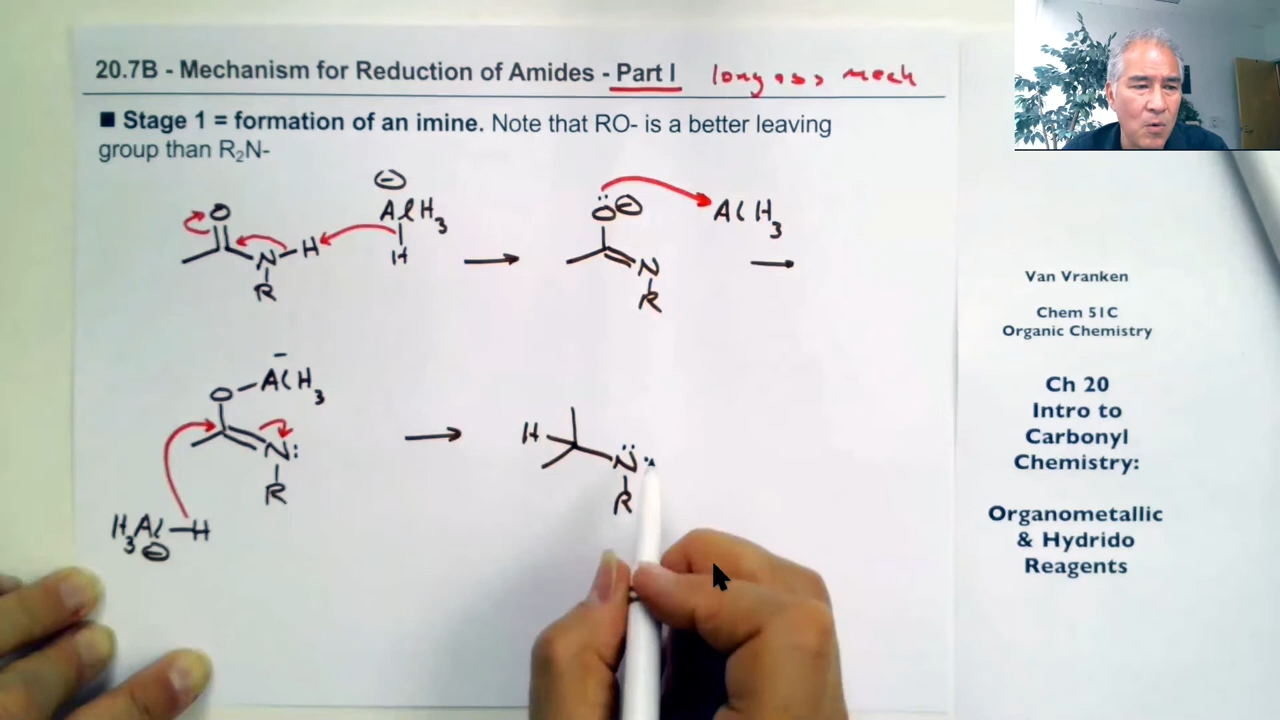 20.7B - Mechanism for Reduction of Amides - Part I long ass mech
■ Stage 1 = formation of an imine. Note that RO- is a better leaving
group than R₂N-
O
⊖
AlH₃
H
N-H
R
O⊖
AlH₃
N
R
O-AlH₃
−
N:
R
H₃Al-H
⊖
H
N
R
Van Vranken
Chem 51C
Organic Chemistry
Ch 20
Intro to
Carbonyl
Chemistry:
Organometallic
& Hydrido
Reagents